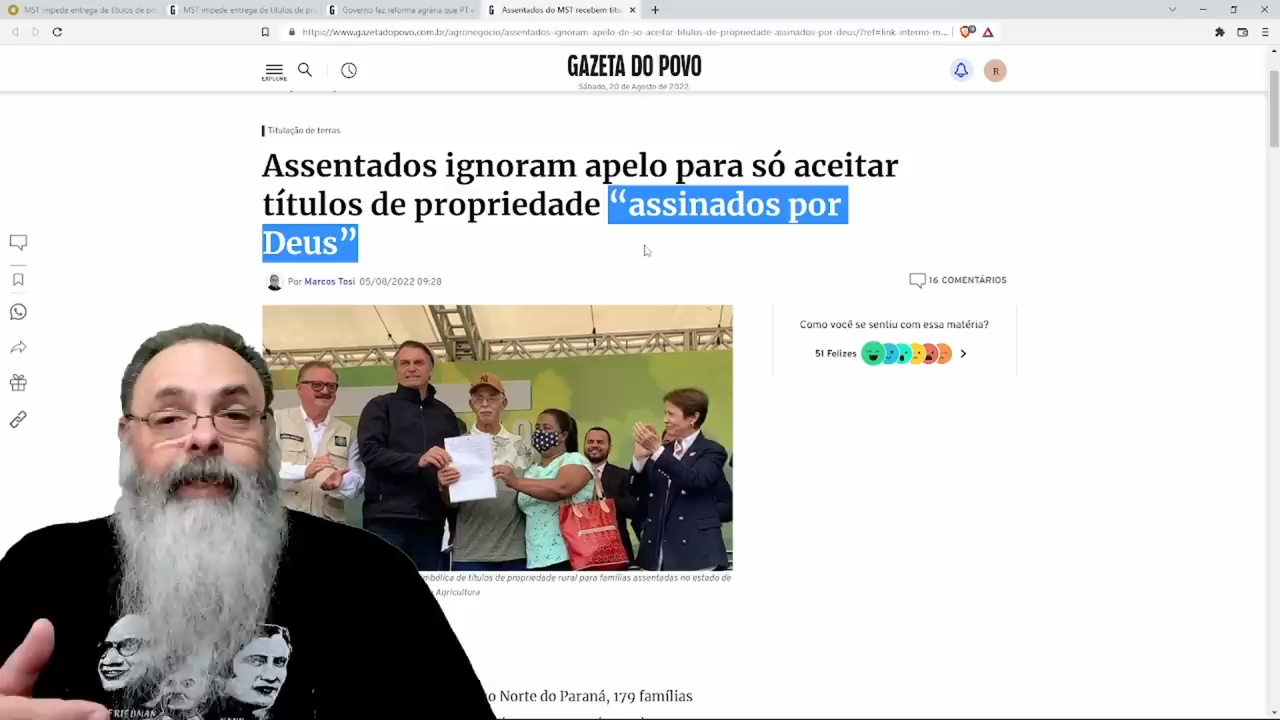 MST impede entrega de títulos de pr
MST impede entrega de títulos de pr
Governo faz reforma agrária que PT e
Assentados do MST recebem títu
https://www.gazetadopovo.com.br/agronegocio/assentados-ignoram-apelo-de-so-aceitar-titulos-de-propriedade-assinados-por-deus/?ref=link-interno-m...
EXPLORE
GAZETA DO POVO
Sábado, 20 de Agosto de 2022.
R
Titulação de terras
Assentados ignoram apelo para só aceitar
títulos de propriedade “assinados por
Deus”
Por Marcos Tosi 05/08/2022 09:28
16 COMENTÁRIOS
Como você se sentiu com essa matéria?
51 Felizes
mbólica de títulos de propriedade rural para famílias assentadas no estado de
Agricultura
o Norte do Paraná, 179 famílias
FRIEDMAN